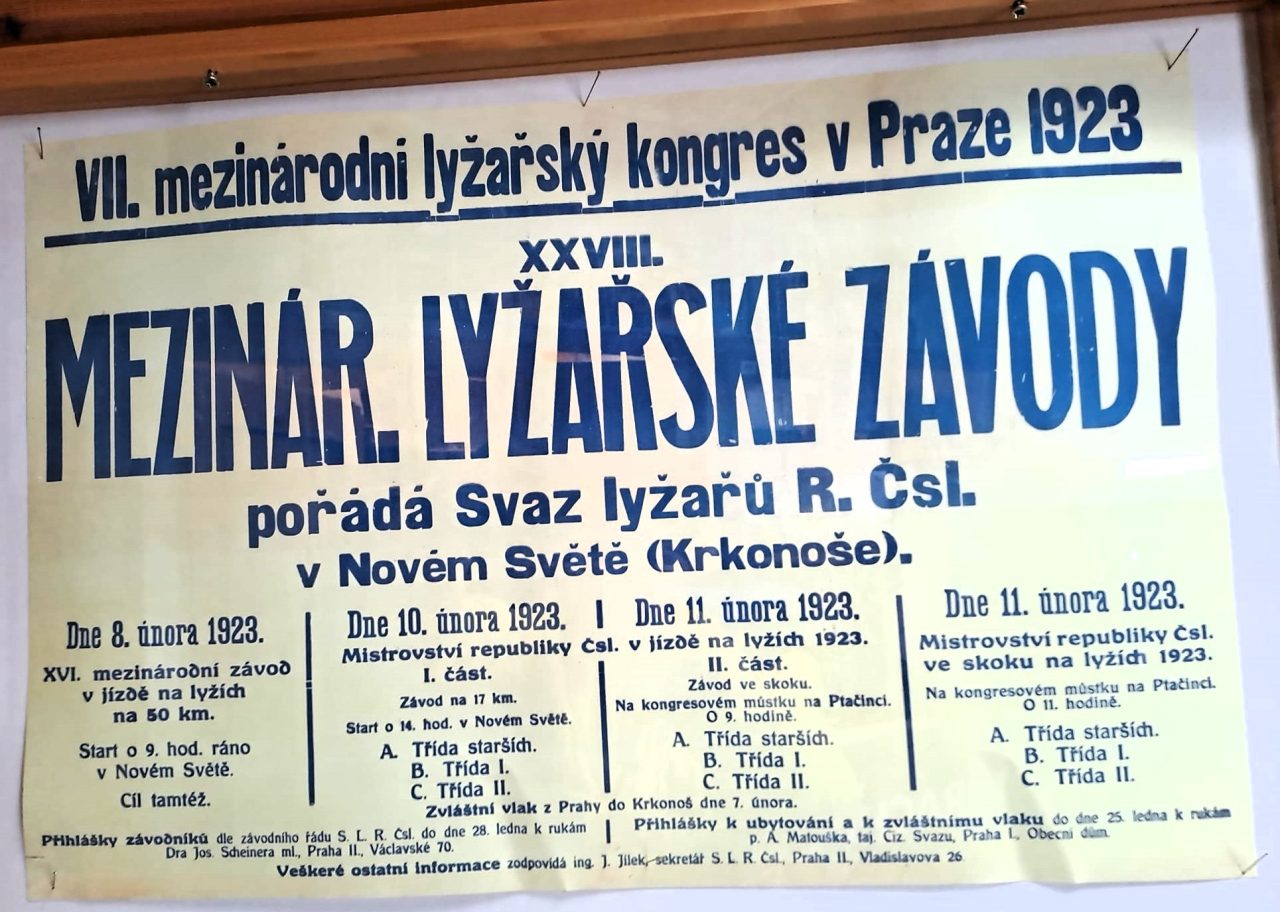 VII. mezinárodni lyžařský kongres v Praze 1923
XXVIII.
MEZINÁR. LYŽAŘSKÉ ZÁVODY
pořádá Svaz lyžařů R. Čsl.
v Novém Světě (Krkonoše).
Dne 8. února 1923.
XVI. mezinárodní závod
v jízdě na lyžích
na 50 km.
Start o 9. hod. ráno
v Novém Světě.
Cíl tamtéž.
Dne 10. února 1923. | Dne 11. února 1923.
Mistrovství republiky Čsl. v jízdě na lyžích 1923.
I. část.
Závod na 17 km.
Start o 14. hod. v Novém Světě.
A. Třída starších.
B. Třída I.
C. Třída II.
II. část.
Závod ve skoku.
Na kongresovém můstku na Ptačinci.
O 9. hodině.
A. Třída starších.
B. Třída I.
C. Třída II.
Zvláštní vlak z Prahy do Krkonoš dne 7. února.
Dne 11. února 1923.
Mistrovství republiky Čsl.
ve skoku na lyžích 1923.
Na kongresovém můstku na Ptačinci.
O 11. hodině.
A. Třída starších.
B. Třída I.
C. Třída II.
Přihlášky závodníků dle závodního řádu S. L. R. Čsl. do dne 28. ledna k rukám
Dra Jos. Scheinera ml., Praha II., Václavské 70.
Přihlášky k ubytování a k zvláštnímu vlaku do dne 25. ledna k rukám
p. A. Matouška, taj. Ciz. Svazu, Praha I., Obecní dům.
Veškeré ostatní informace zodpovídá ing. J. Jílek, sekretář S. L. R. Čsl., Praha II., Vladislavova 26.